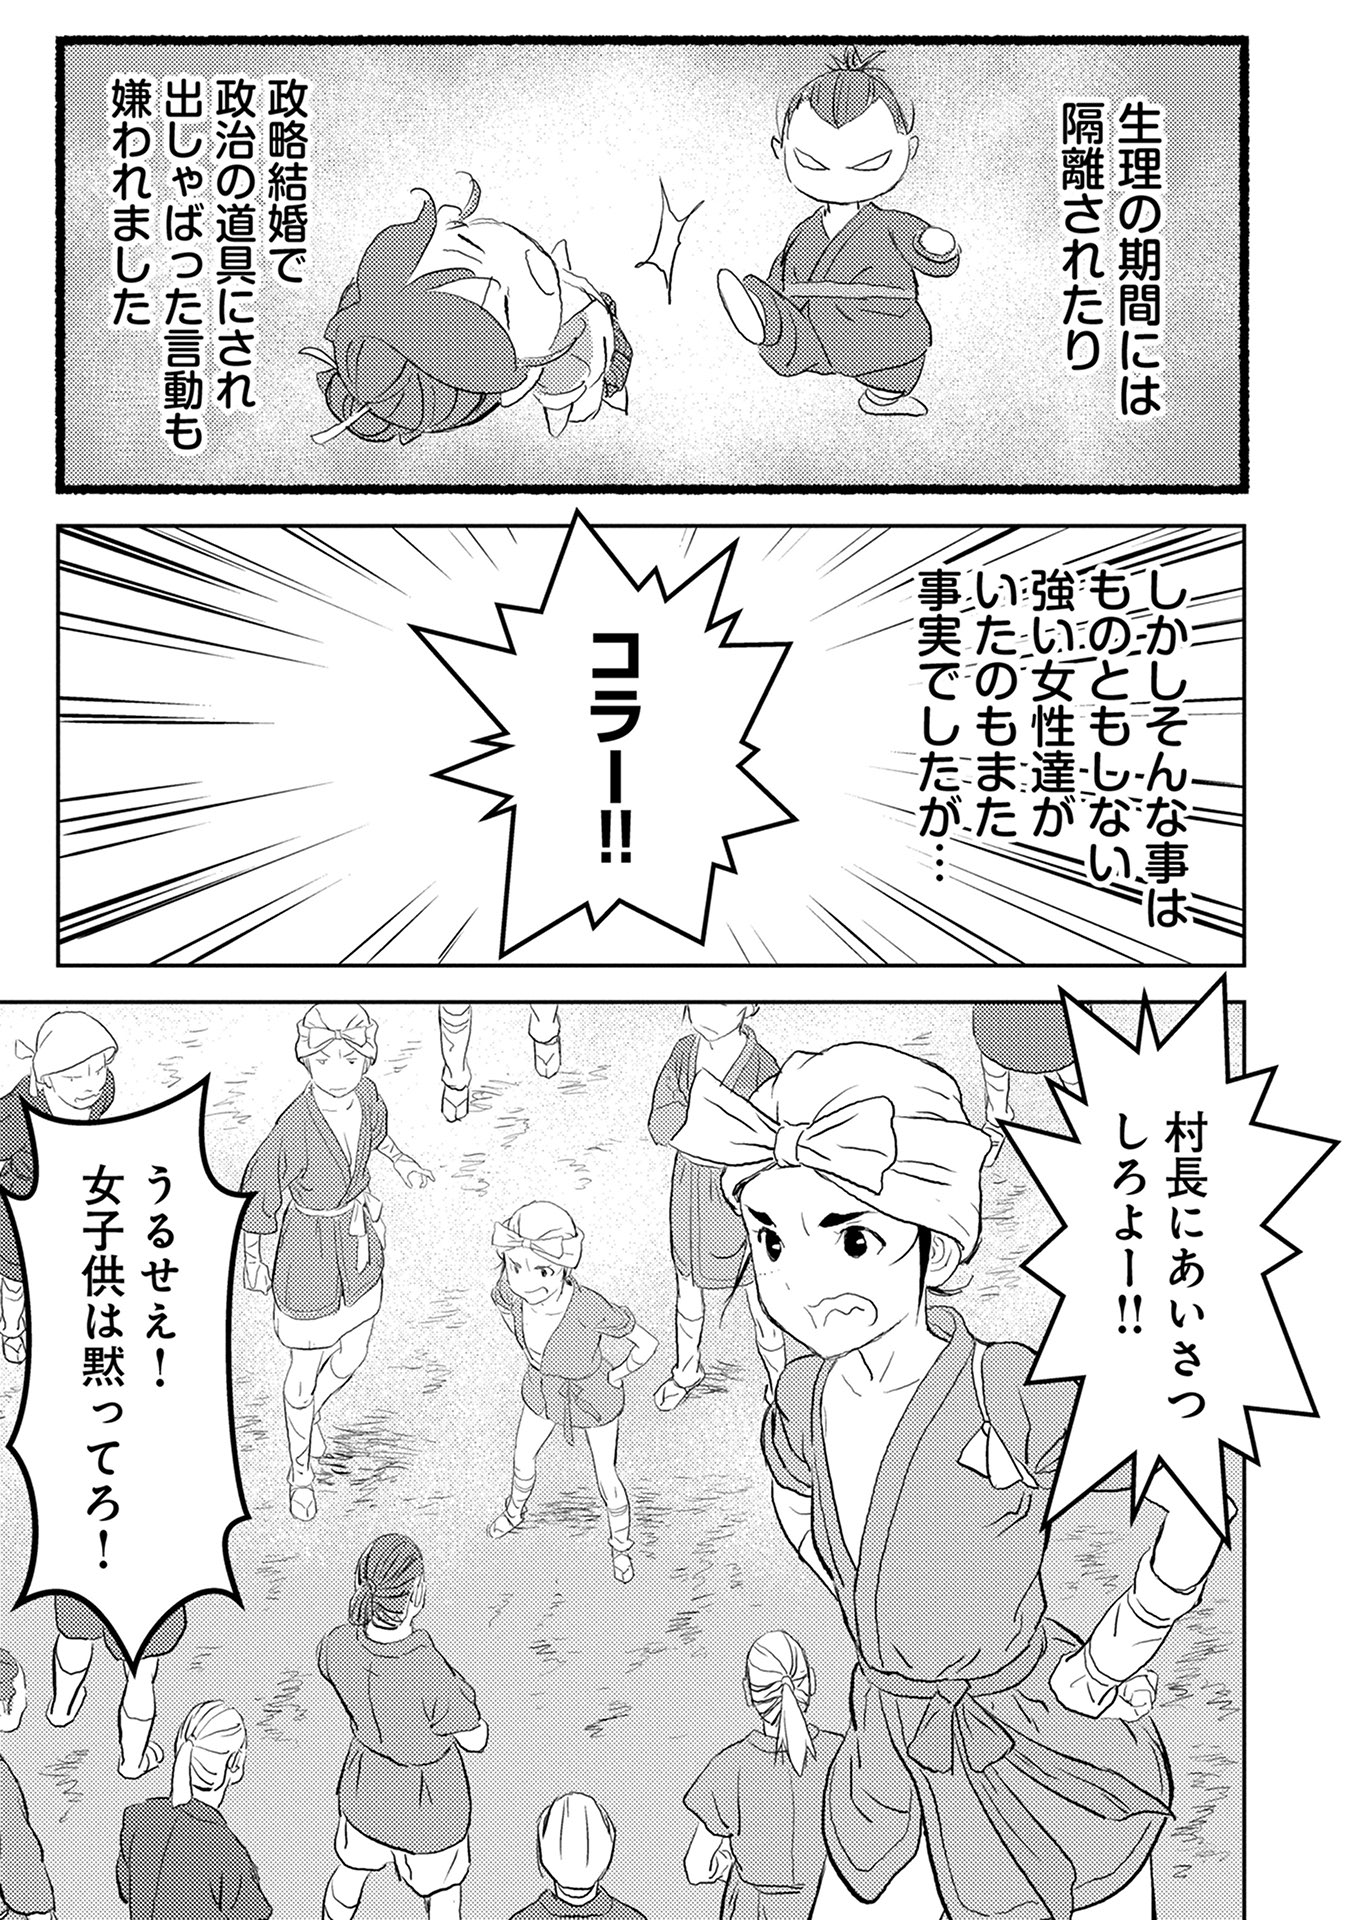 生理の期間には
隔離されたり
政略結婚で
政治の道具にされ
出しゃばった言動も
嫌われました
しかしそんな事は
ものともしない
強い女性達が
いたのもまた
事実でしたが…
コラー!!
村長にあいさつ
しろよー!!
うるせえ!
女子供は黙ってろ!